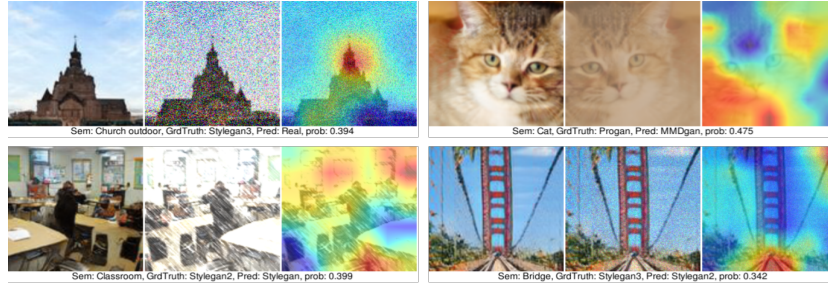 Sem: Church outdoor, GrdTruth: Stylegan3, Pred: Real, prob: 0.394
Sem: Cat, GrdTruth: Progan, Pred: MMDgan, prob: 0.475
Sem: Classroom, GrdTruth: Stylegan2, Pred: Stylegan, prob: 0.399
Sem: Bridge, GrdTruth: Stylegan3, Pred: Stylegan2, prob: 0.342